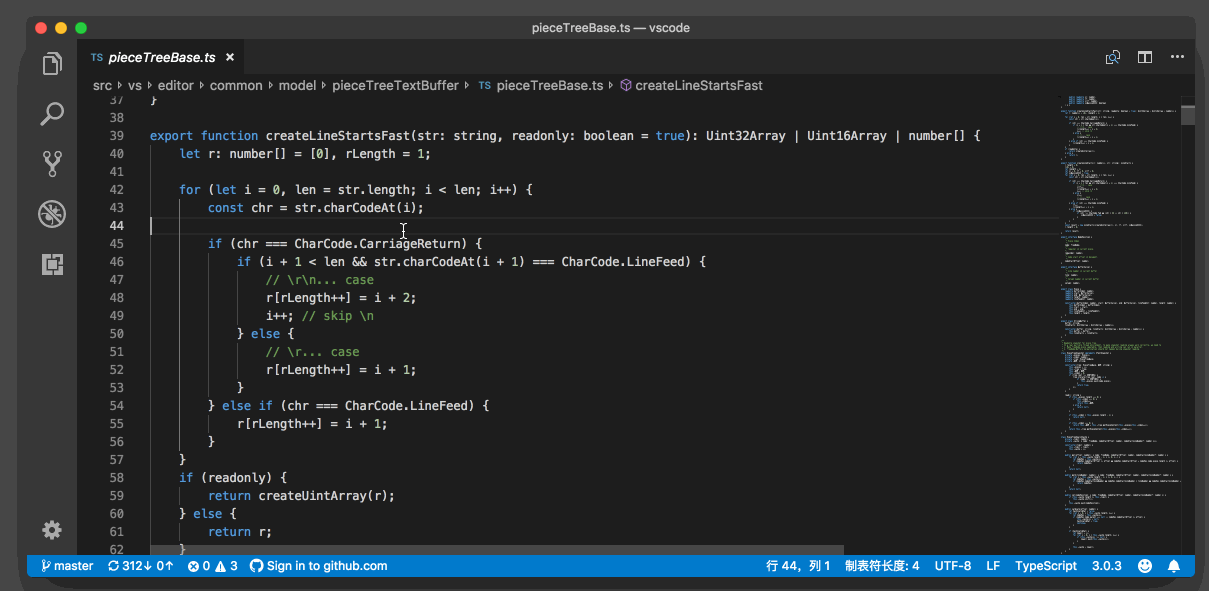 pieceTreeBase.ts — vscode
TS pieceTreeBase.ts ×
src › vs › editor › common › model › pieceTreeTextBuffer › TS pieceTreeBase.ts › createLineStartsFast
37 }
38
39 export function createLineStartsFast(str: string, readonly: boolean = true): Uint32Array | Uint16Array | number[] {
40     let r: number[] = [0], rLength = 1;
41
42     for (let i = 0, len = str.length; i < len; i++) {
43         const chr = str.charCodeAt(i);
44
45         if (chr === CharCode.CarriageReturn) {
46             if (i + 1 < len && str.charCodeAt(i + 1) === CharCode.LineFeed) {
47                 // \r\n... case
48                 r[rLength++] = i + 2;
49                 i++; // skip \n
50             } else {
51                 // \r... case
52                 r[rLength++] = i + 1;
53             }
54         } else if (chr === CharCode.LineFeed) {
55             r[rLength++] = i + 1;
56         }
57     }
58     if (readonly) {
59         return createUintArray(r);
60     } else {
61         return r;
62     }
master 312↓ 0↑ 0 3 Sign in to github.com 行 44，列 1 制表符长度: 4 UTF-8 LF TypeScript 3.0.3